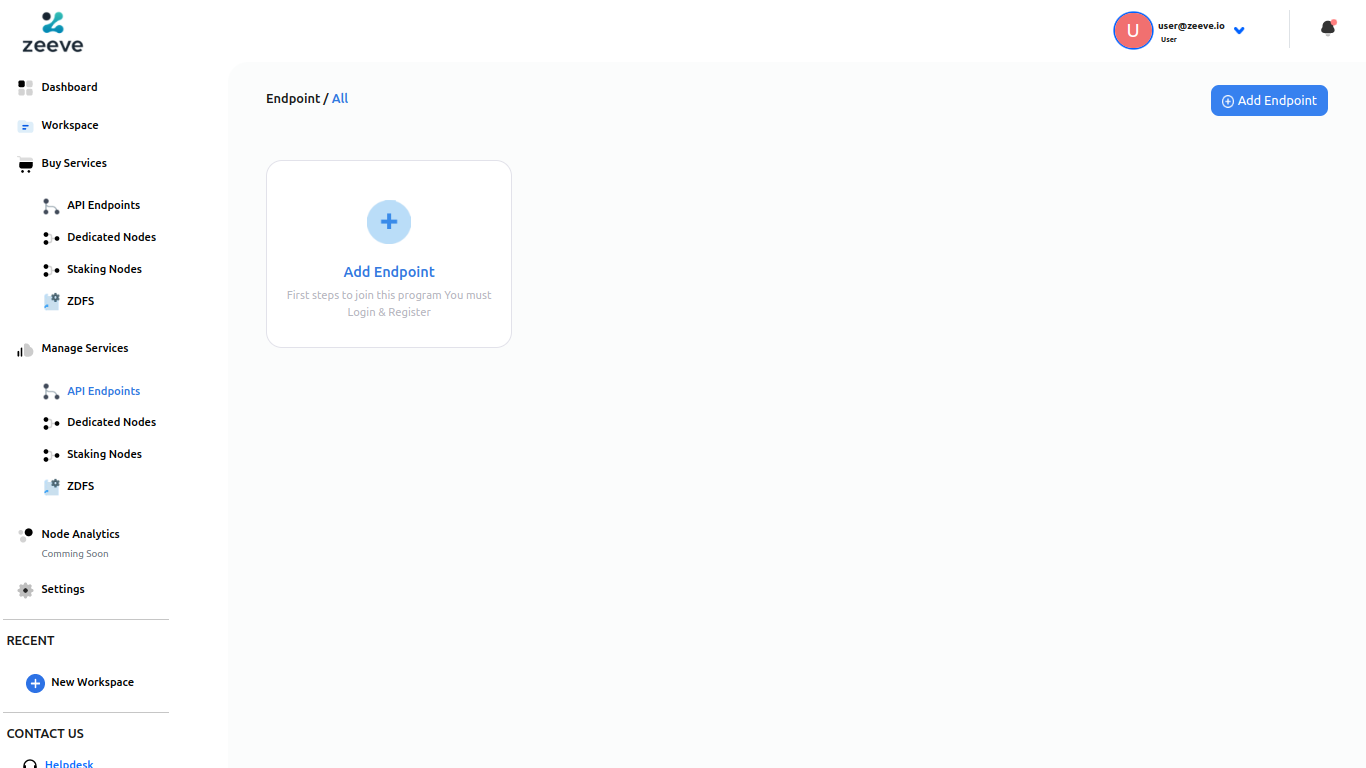 zeeve
U
user@zeeve.io
User
Dashboard
Workspace
Buy Services
API Endpoints
Dedicated Nodes
Staking Nodes
ZDFS
Manage Services
API Endpoints
Dedicated Nodes
Staking Nodes
ZDFS
Node Analytics
Comming Soon
Settings
RECENT
New Workspace
CONTACT US
Helpdesk
Endpoint / All
Add Endpoint
Add Endpoint
First steps to join this program You must
Login & Register